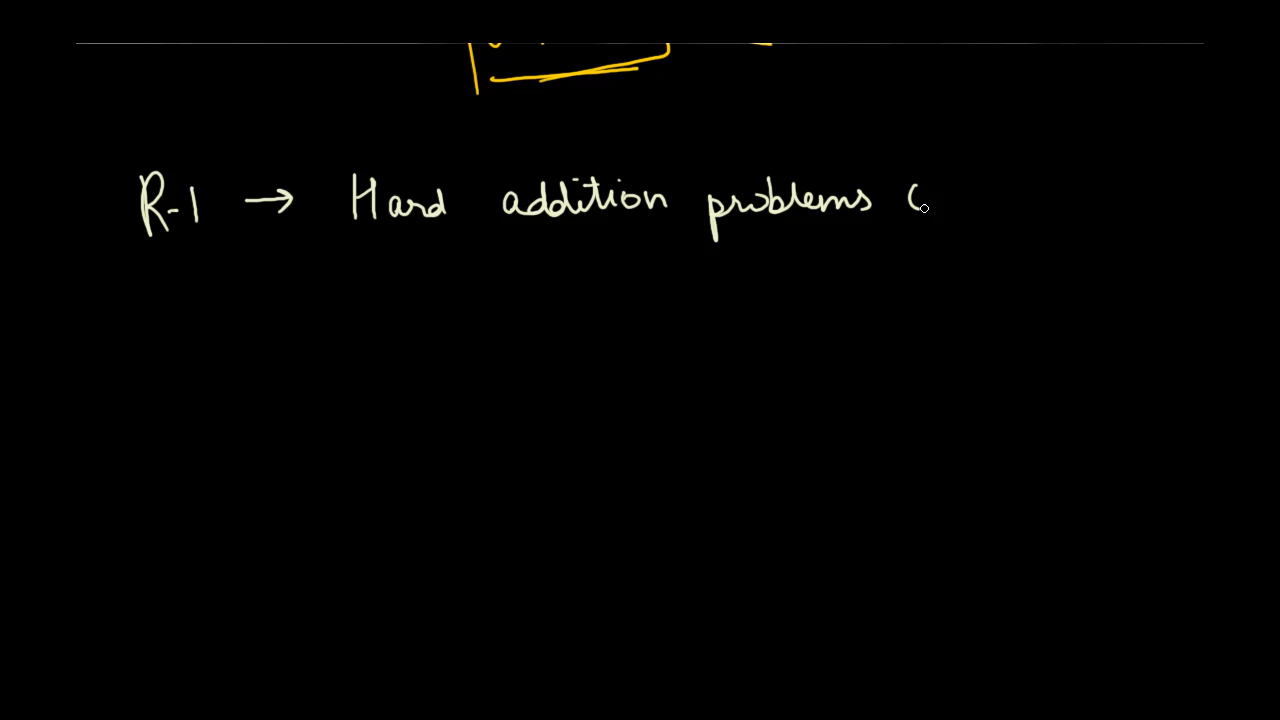 R-1 → Hard addition problems (